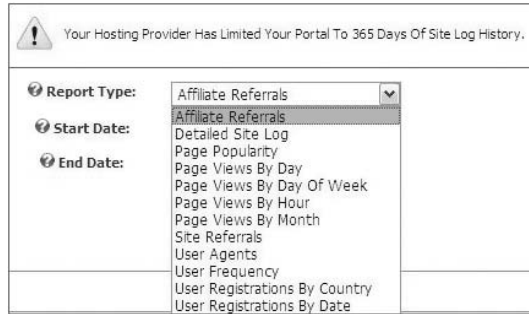 Your Hosting Provider Has Limited Your Portal To 365 Days Of Site Log History.
Report Type:
Affiliate Referrals
Affiliate Referrals
Start Date:
Detailed Site Log
Page Popularity
End Date:
Page Views By Day
Page Views By Day Of Week
Page Views By Hour
Page Views By Month
Site Referrals
User Agents
User Frequency
User Registrations By Country
User Registrations By Date